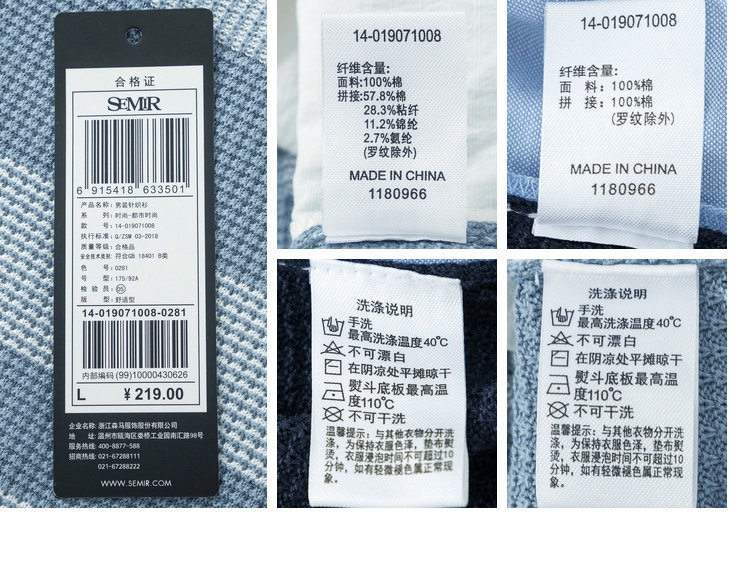 合格证
SEMIR
6 915418 633501
产品名称: 男装针织衫
系 列: 时尚-都市时尚
款 号: 14-019071008
执行标准: Q/ZSM 03-2018
质量等级: 合格品
安全技术类别: 符合GB 18401 B类
色 号: 0281
号 型: 175/92A
检 验 员: 05
版 型: 舒适型
14-019071008-0281
内部编码(99)10000430626
L ￥219.00
企业名称: 浙江森马服饰股份有限公司
地 址: 温州市瓯海区娄桥工业园南汇路98号
服务热线: 400-8877-588
招商热线: 021-67288111
021-67288222
WWW.SEMIR.COM
14-019071008
纤维含量:
面料:100%棉
拼接:57.8%棉
28.3%粘纤
11.2%锦纶
2.7%氨纶
(罗纹除外)
MADE IN CHINA
1180966
14-019071008
纤维含量:
面 料: 100%棉
拼 接: 100%棉
(罗纹除外)
MADE IN CHINA
1180966
洗涤说明
手洗
最高洗涤温度40℃
不可漂白
在阴凉处平摊晾干
熨斗底板最高温
度110℃
不可干洗
温馨提示: 与其他衣物分开洗
涤, 为保持衣服色泽, 垫布熨
烫, 衣服浸泡时间不可超过10
分钟, 如有轻微褪色属正常现
象。
洗涤说明
手洗
最高洗涤温度40℃
不可漂白
在阴凉处平摊晾干
熨斗底板最高温
度110℃
不可干洗
温馨提示: 与其他衣物分开洗
涤, 为保持衣服色泽, 垫布熨
烫, 衣服浸泡时间不可超过10
分钟, 如有轻微褪色属正常现
象。